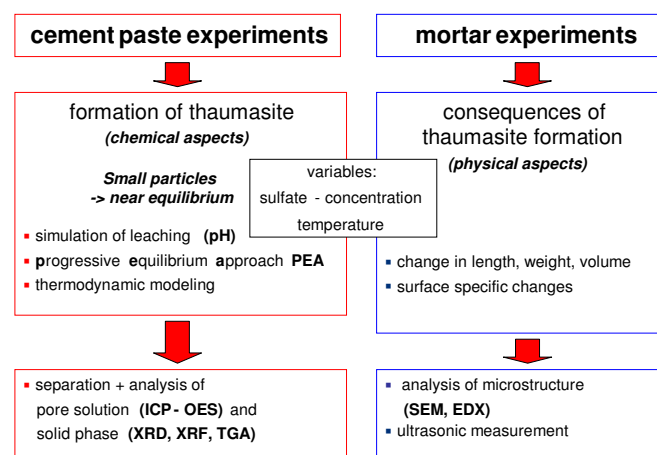 cement paste experiments
mortar experiments
formation of thaumasite
(chemical aspects)
Small particles
-> near equilibrium
▪ simulation of leaching (pH)
▪ progressive equilibrium approach PEA
▪ thermodynamic modeling
variables:
sulfate - concentration
temperature
consequences of
thaumasite formation
(physical aspects)
▪ change in length, weight, volume
▪ surface specific changes
▪ separation + analysis of
pore solution (ICP - OES) and
solid phase (XRD, XRF, TGA)
▪ analysis of microstructure
(SEM, EDX)
▪ ultrasonic measurement